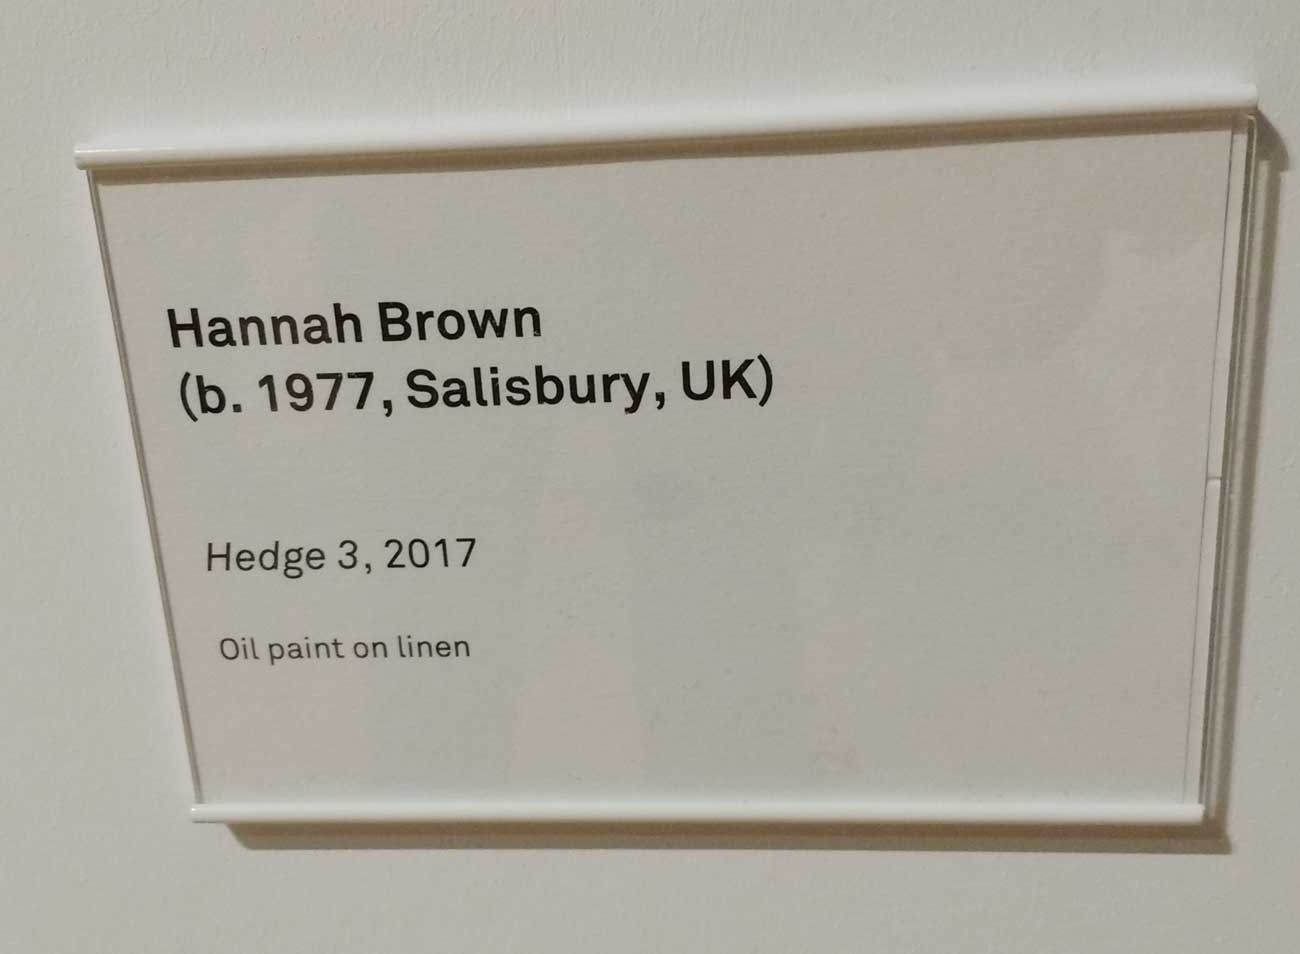 Hannah Brown
(b. 1977, Salisbury, UK)
Hedge 3, 2017
Oil paint on linen